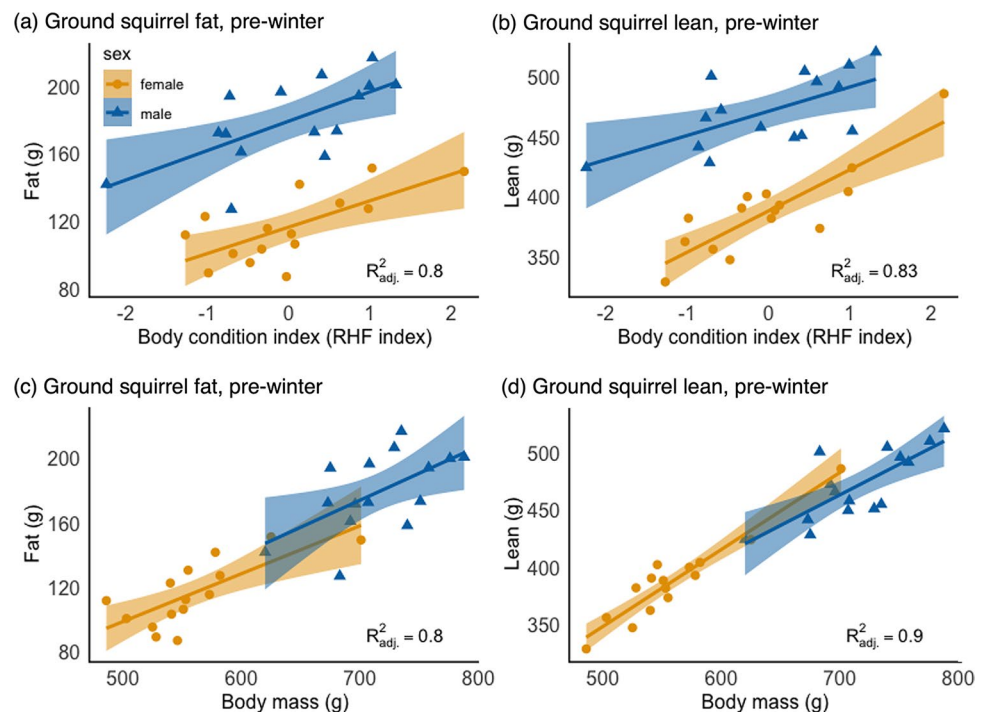 (a) Ground squirrel fat, pre-winter
sex
female
male
200
160
120
80
Fat (g)
R²adj. = 0.8
-2 -1 0 1 2
Body condition index (RHF index)
(b) Ground squirrel lean, pre-winter
500
450
400
350
Lean (g)
R²adj. = 0.83
-2 -1 0 1 2
Body condition index (RHF index)
(c) Ground squirrel fat, pre-winter
200
160
120
80
Fat (g)
R²adj. = 0.8
500 600 700 800
Body mass (g)
(d) Ground squirrel lean, pre-winter
500
450
400
350
Lean (g)
R²adj. = 0.9
500 600 700 800
Body mass (g)